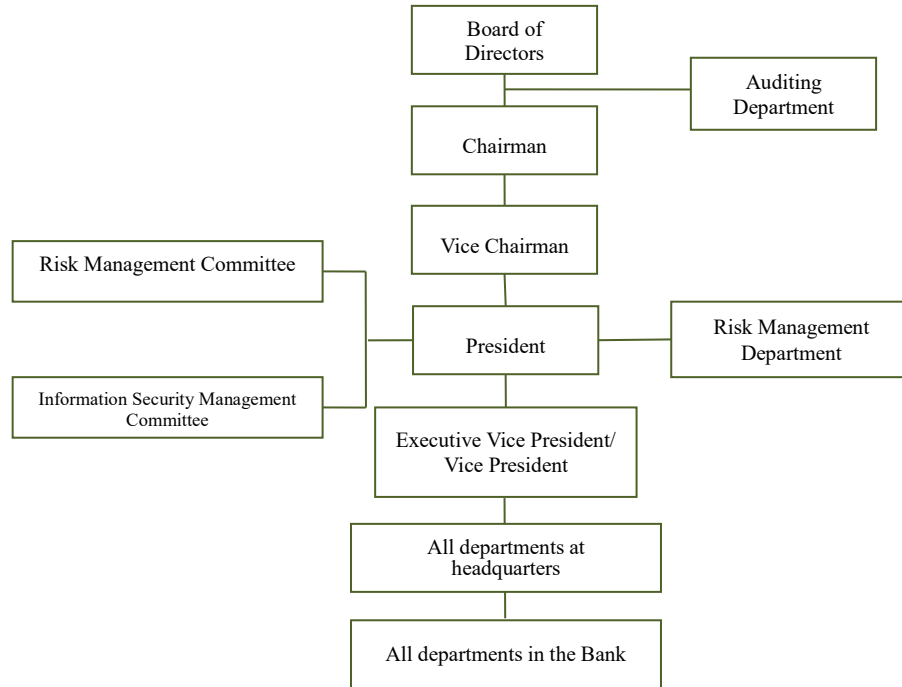 Board of
Directors
Auditing
Department
Chairman
Vice Chairman
Risk Management Committee
President
Risk Management
Department
Information Security Management
Committee
Executive Vice President/
Vice President
All departments at
headquarters
All departments in the Bank